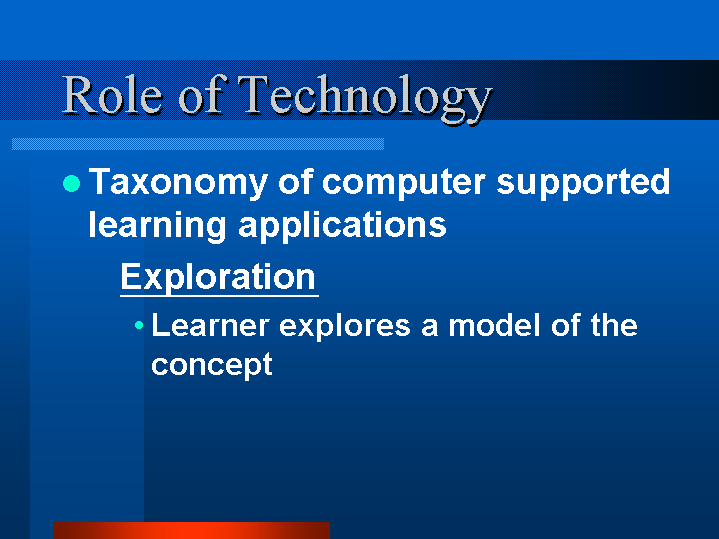 Role of Technology
Taxonomy of computer supported
learning applications
Exploration
• Learner explores a model of the
concept